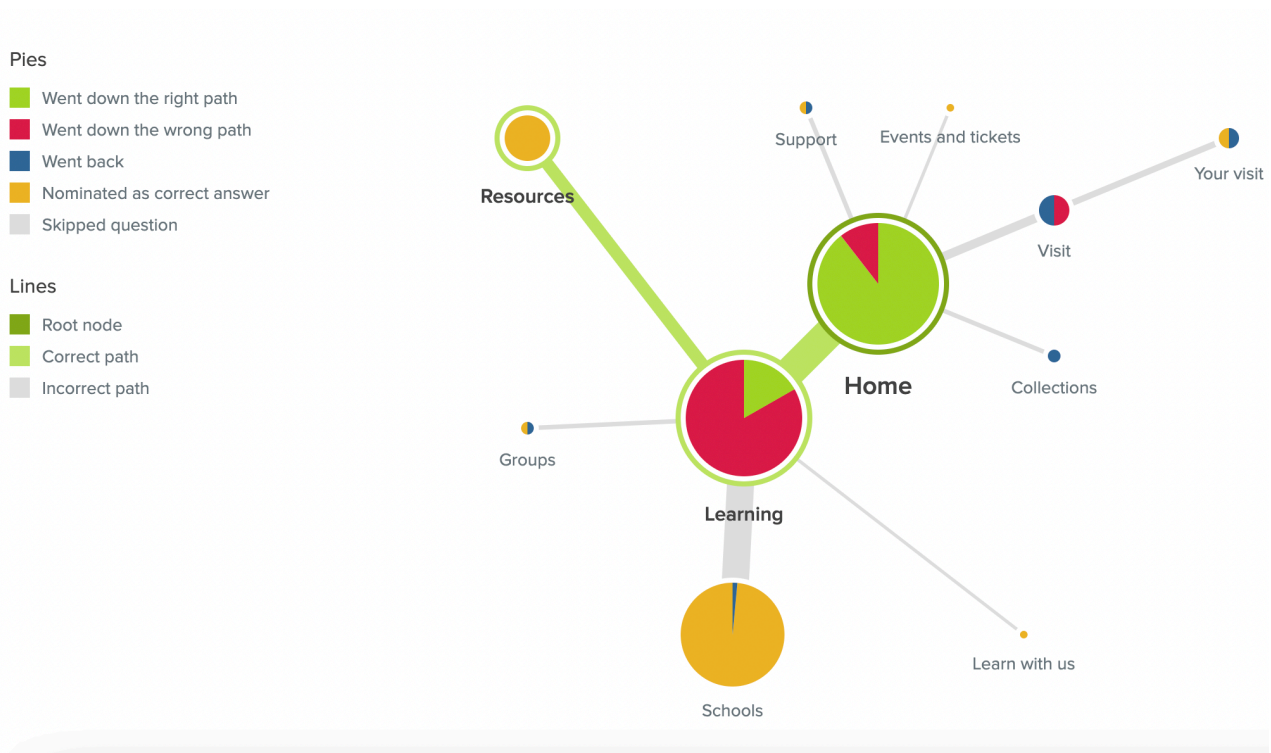 Pies
Went down the right path
Went down the wrong path
Went back
Nominated as correct answer
Skipped question
Lines
Root node
Correct path
Incorrect path
Support
Events and tickets
Your visit
Resources
Visit
Home
Collections
Groups
Learning
Learn with us
Schools